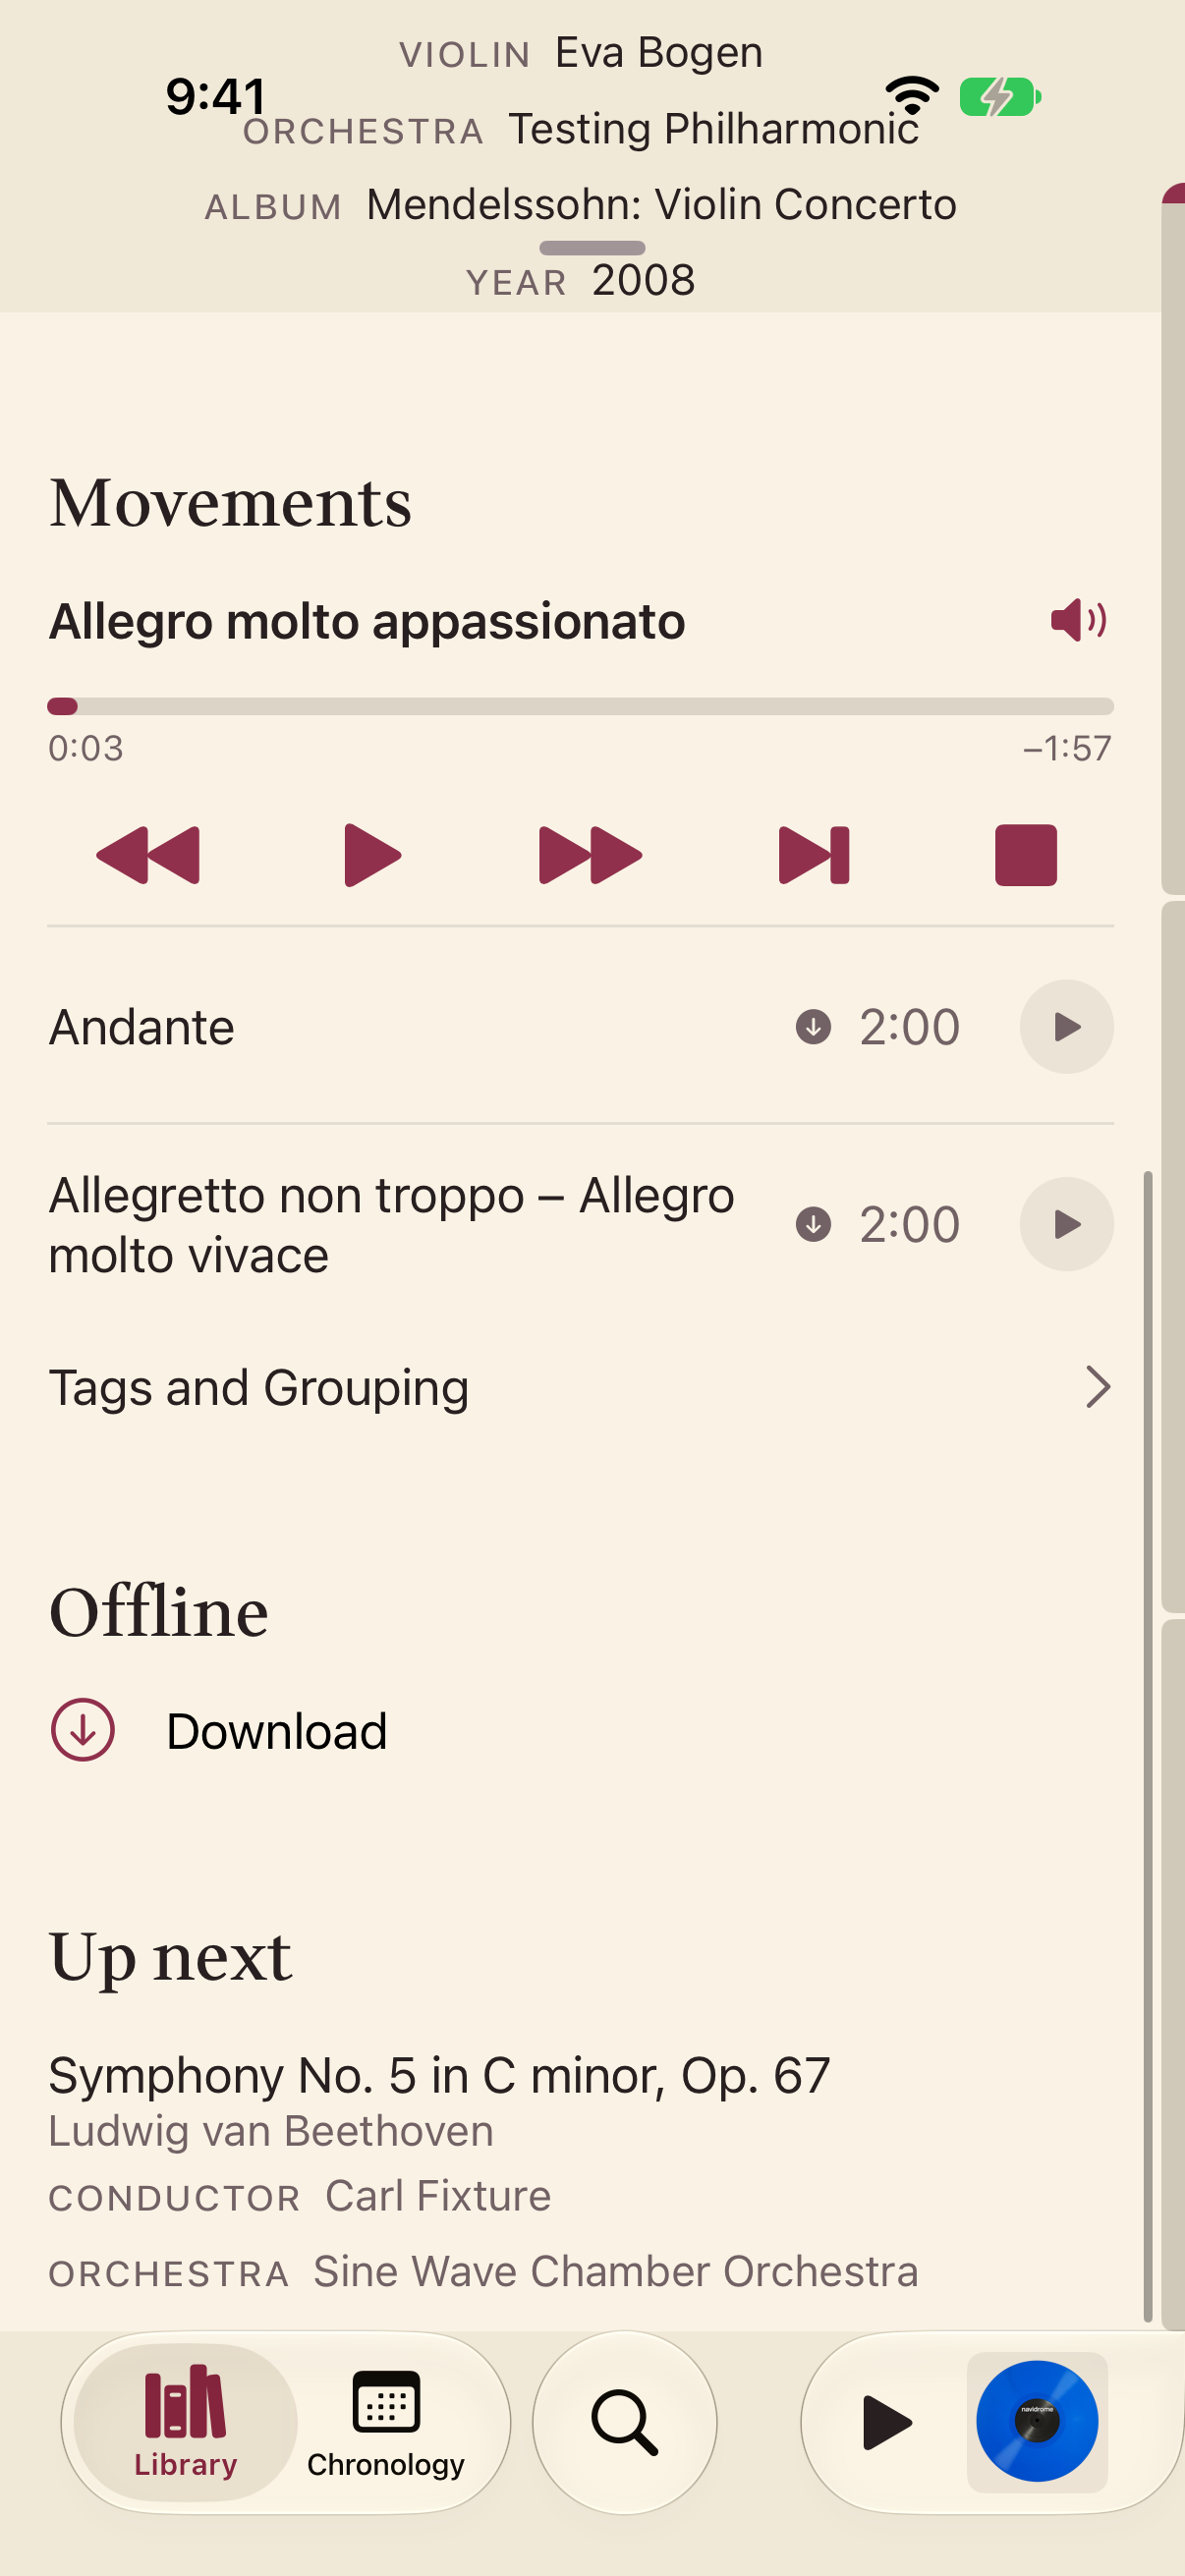 VIOLIN Eva Bogen
9:41
ORCHESTRA Testing Philharmonic
ALBUM Mendelssohn: Violin Concerto
YEAR 2008
Movements
Allegro molto appassionato
0:03 –1:57
Andante 2:00
Allegretto non troppo – Allegro
molto vivace 2:00
Tags and Grouping
Offline
Download
Up next
Symphony No. 5 in C minor, Op. 67
Ludwig van Beethoven
CONDUCTOR Carl Fixture
ORCHESTRA Sine Wave Chamber Orchestra
navidrome
Library Chronology